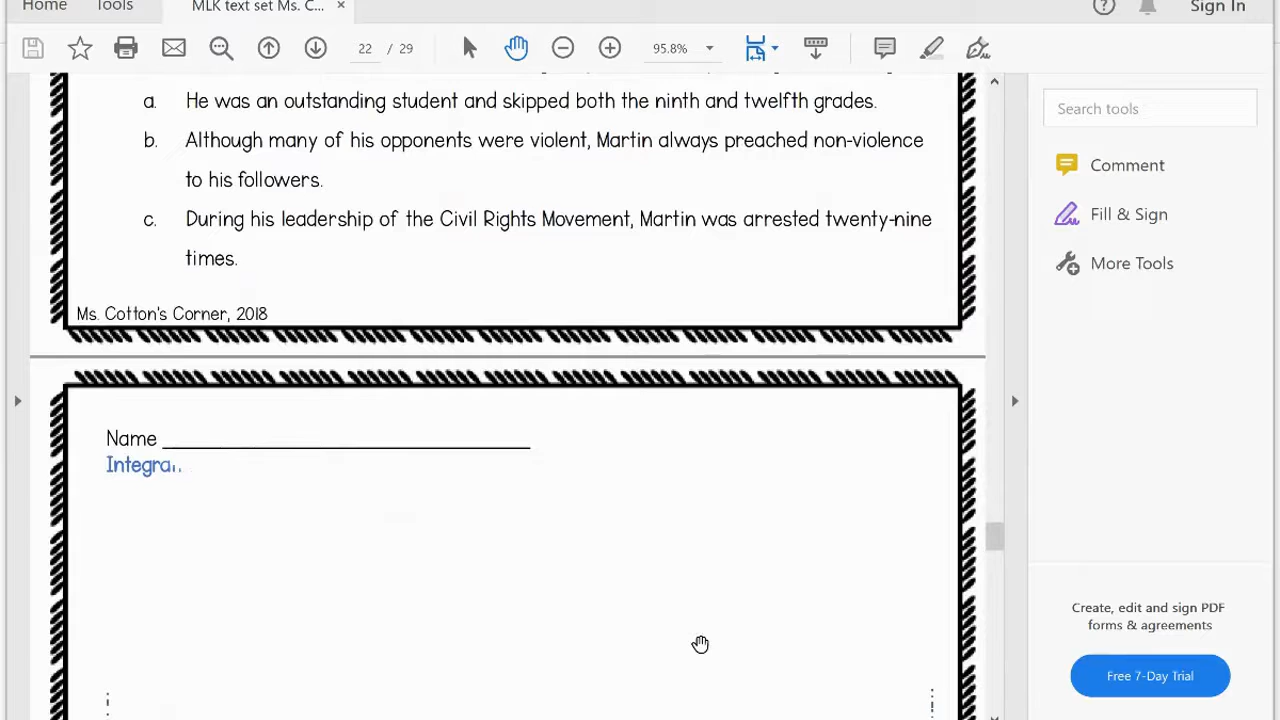 Home Tools MLK text set Ms. C... ×
Sign In
22 / 29 95.8%
a. He was an outstanding student and skipped both the ninth and twelfth grades.
b. Although many of his opponents were violent, Martin always preached non-violence
to his followers.
c. During his leadership of the Civil Rights Movement, Martin was arrested twenty-nine
times.
Ms. Cotton's Corner, 2018
Name
Search tools
Comment
Fill & Sign
More Tools
Create, edit and sign PDF
forms & agreements
Free 7-Day Trial